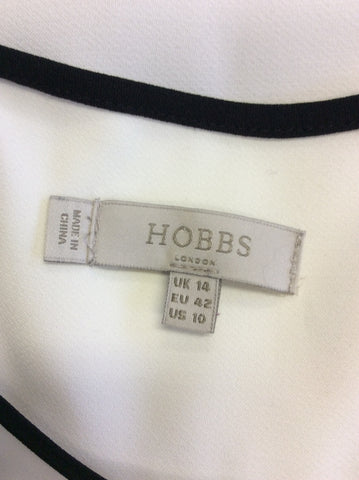 HOBBS
LONDON
MADE IN
CHINA
UK 14
EU 42
US 10